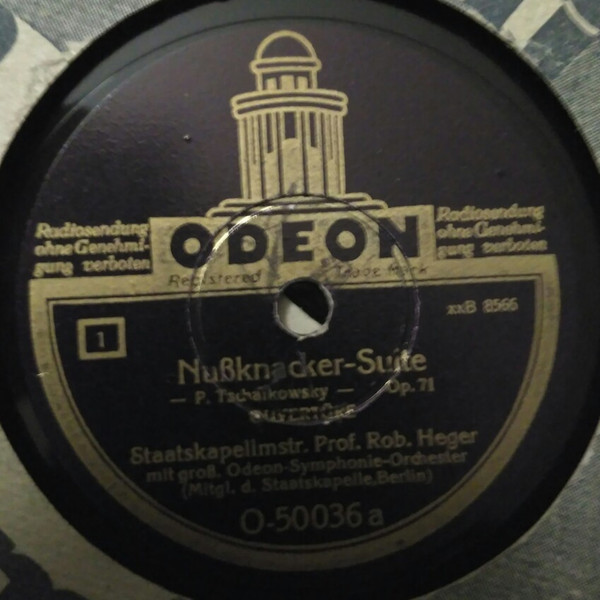 Radiosendung
ohne Genehmi-
gung verboten
ODEON
Radiosendung
ohne Genehmi-
gung verboten
Registered Trade Mark
xxB 8566
1
Nußknacker-Suite
— P. Tschaikowsky — Op. 71
OUVERTÜRE
Staatskapellmstr. Prof. Rob. Heger
mit groß. Odeon-Symphonie-Orchester
(Mitgl. d. Staatskapelle, Berlin)
O-50036 a